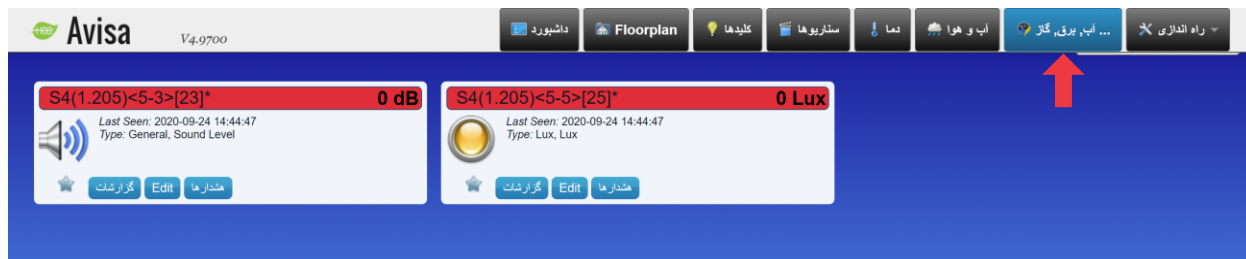 HSB Avisa V4.9700
داشبورد
Floorplan
کلیدها
سناریوها
دما
آب و هوا
آب, برق, گاز ...
راه اندازی
S4(1.205)<5-3>[23]* 0 dB
Last Seen: 2020-09-24 14:44:47
Type: General, Sound Level
گزارشات Edit هشدارها
S4(1.205)<5-5>[25]* 0 Lux
Last Seen: 2020-09-24 14:44:47
Type: Lux, Lux
گزارشات Edit هشدارها